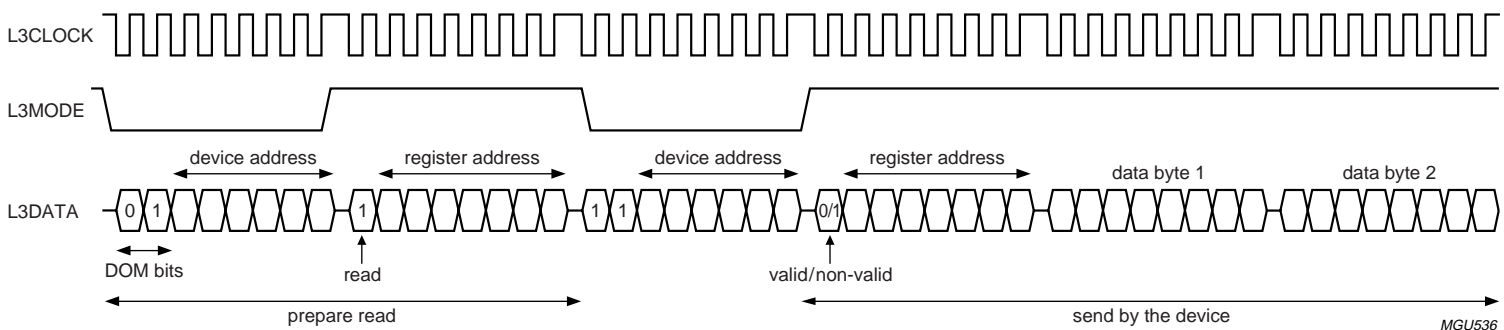 L3CLOCK
L3MODE
device address
register address
device address
register address
data byte 1
data byte 2
L3DATA
0 1 1 1 1 0/1
DOM bits
read
valid/non-valid
prepare read
send by the device
MGU536